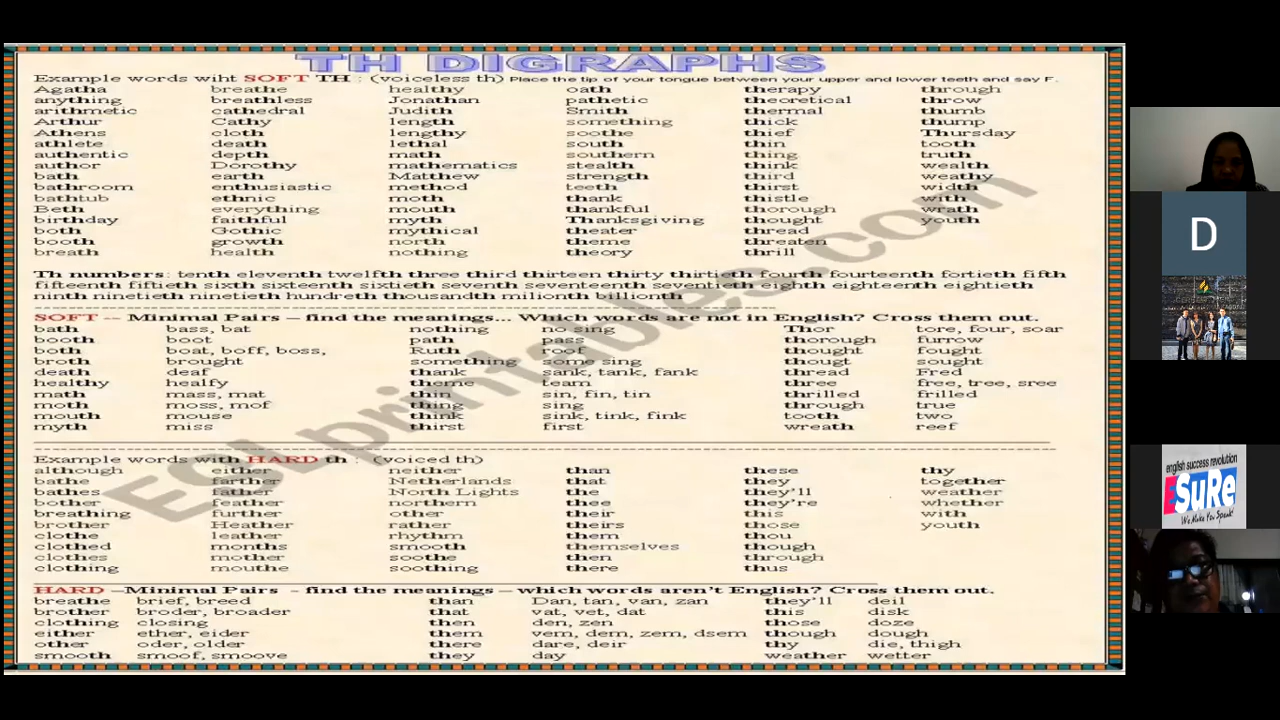 TH DIGRAPHS
Example words wiht SOFT TH : (voiceless th) Place the tip of your tongue between your upper and lower teeth and say F.
Agatha breathe healthy oath therapy through
anything breathless Jonathan pathetic theoretical throw
arithmetic cathedral Judith Smith thermal thumb
Arthur Cathy length something thick thump
Athens cloth lengthy soothe thief Thursday
athlete death lethal south thin tooth
authentic depth math southern thing truth
author Dorothy mathematics stealth think wealth
bath earth Matthew strength third weathy
bathroom enthusiastic method teeth thirst width
bathtub ethnic moth thank thistle with
Beth everything mouth thankful thorough wrath
birthday faithful myth Thanksgiving thought youth
both Gothic mythical theater thread
booth growth north theme threaten
breath health nothing theory thrill
Th numbers: tenth eleventh twelfth three third thirteen thirty thirtieth fourth fourteenth fortieth fifth
fifteenth fiftieth sixth sixteenth sixtieth seventh seventeenth seventieth eighth eighteenth eightieth
ninth ninetieth ninetieth hundreth thousandth milionth billionth
SOFT -- Minimal Pairs – find the meanings... Which words are not in English? Cross them out.
bath bass, bat nothing no sing Thor tore, four, soar
booth boot path pass thorough furrow
both boat, boff, boss, Ruth roof thought fought
broth brought something some sing thougt sought
death deaf thank sank, tank, fank thread Fred
healthy healfy theme team three free, tree, sree
math mass, mat thin sin, fin, tin thrilled frilled
moth moss, mof thing sing through true
mouth mouse think sink, tink, fink tooth two
myth miss thirst first wreath reef
Example words with HARD th : (voiced th)
although either neither than these thy
bathe farther Netherlands that they together
bathes father North Lights the they'll weather
bother feather northern thee they're whether
breathing further other their this with
brother Heather rather theirs those youth
clothe leather rhythm them thou
clothed months smooth themselves though
clothes mother soothe then through
clothing mouthe soothing there thus
HARD –Minimal Pairs - find the meanings – which words aren't English? Cross them out.
breathe brief, breed than Dan, tan, van, zan they'll deil
brother broder, broader that vat, vet, dat this disk
clothing closing then den, zen those doze
either ether, eider them vem, dem, zem, dsem though dough
other oder, older there dare, deir thy die, thigh
smooth smoof, smoove they day weather wetter
ESLprintables.com
D
english success revolution
ESuRe
We Make You Speak!